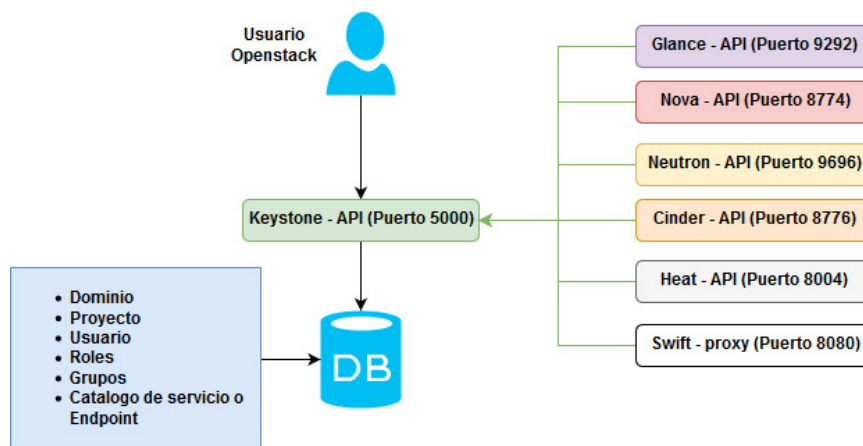 Usuario
Openstack
Glance - API (Puerto 9292)
Nova - API (Puerto 8774)
Neutron - API (Puerto 9696)
Keystone - API (Puerto 5000)
Cinder - API (Puerto 8776)
Heat - API (Puerto 8004)
Swift - proxy (Puerto 8080)
• Dominio
• Proyecto
• Usuario
• Roles
• Grupos
• Catalogo de servicio o
Endpoint
DB